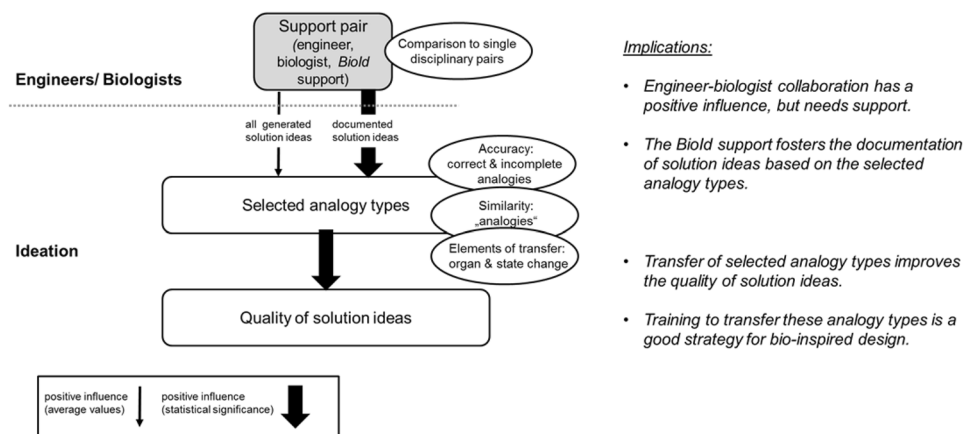 Support pair
(engineer,
biologist, BioId
support)
Comparison to single
disciplinary pairs
Engineers/ Biologists
all generated
solution ideas
documented
solution ideas
Accuracy:
correct & incomplete
analogies
Selected analogy types
Similarity:
„analogies“
Elements of transfer:
organ & state change
Ideation
Quality of solution ideas
positive influence
(average values)
positive influence
(statistical significance)
Implications:
• Engineer-biologist collaboration has a
positive influence, but needs support.
• The BioId support fosters the documentation
of solution ideas based on the selected
analogy types.
• Transfer of selected analogy types improves
the quality of solution ideas.
• Training to transfer these analogy types is a
good strategy for bio-inspired design.